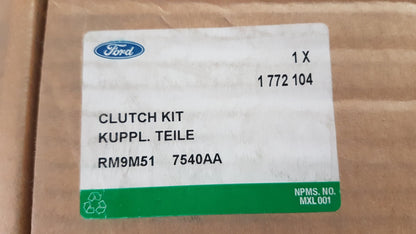 Ford
1 X
1 772 104
CLUTCH KIT
KUPPL. TEILE
RM9M51 7540AA
NPMS. NO.
MXL 001